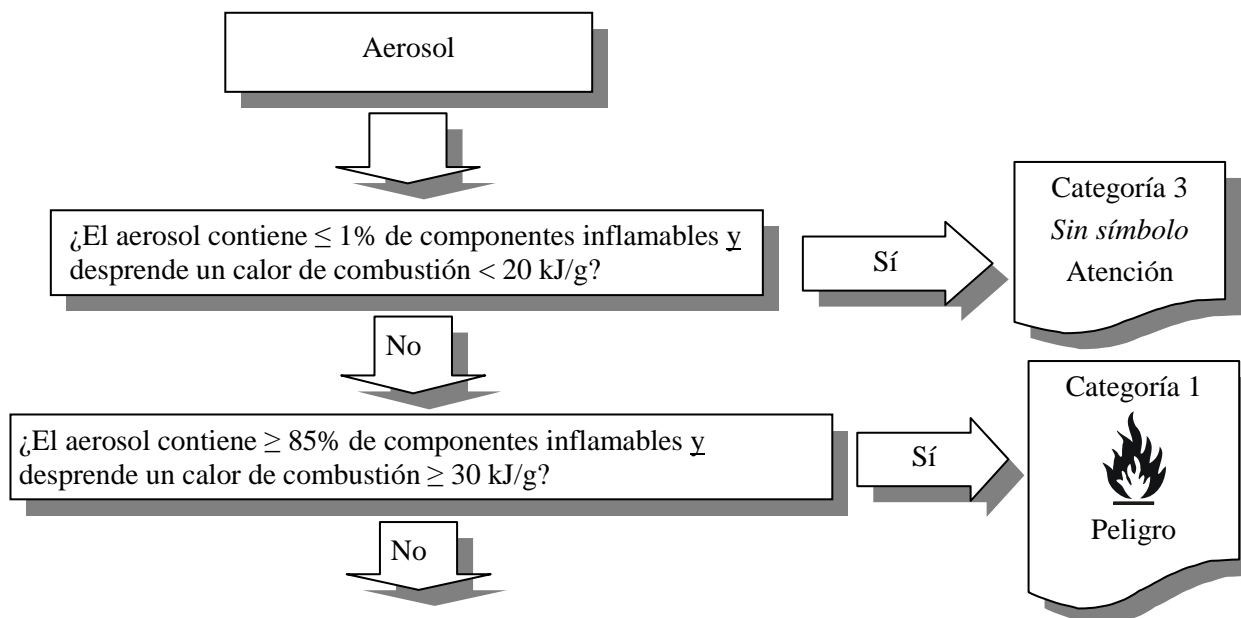 Aerosol
¿El aerosol contiene ≤ 1% de componentes inflamables y
desprende un calor de combustión < 20 kJ/g?
Sí
Categoría 3
Sin símbolo
Atención
No
¿El aerosol contiene ≥ 85% de componentes inflamables y
desprende un calor de combustión ≥ 30 kJ/g?
Sí
Categoría 1
Peligro
No